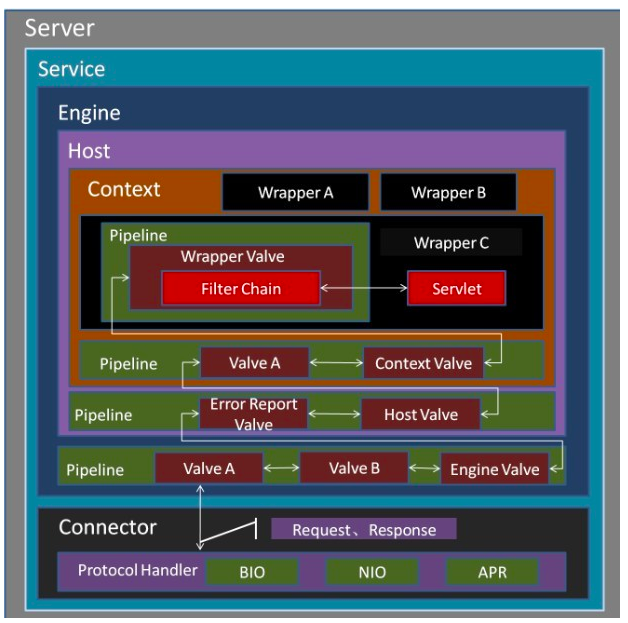 Server
Service
Engine
Host
Context
Wrapper A
Wrapper B
Pipeline
Wrapper C
Wrapper Valve
Filter Chain
Servlet
Pipeline
Valve A
Context Valve
Pipeline
Error Report
Valve
Host Valve
Pipeline
Valve A
Valve B
Engine Valve
Connector
Request、Response
Protocol Handler
BIO
NIO
APR